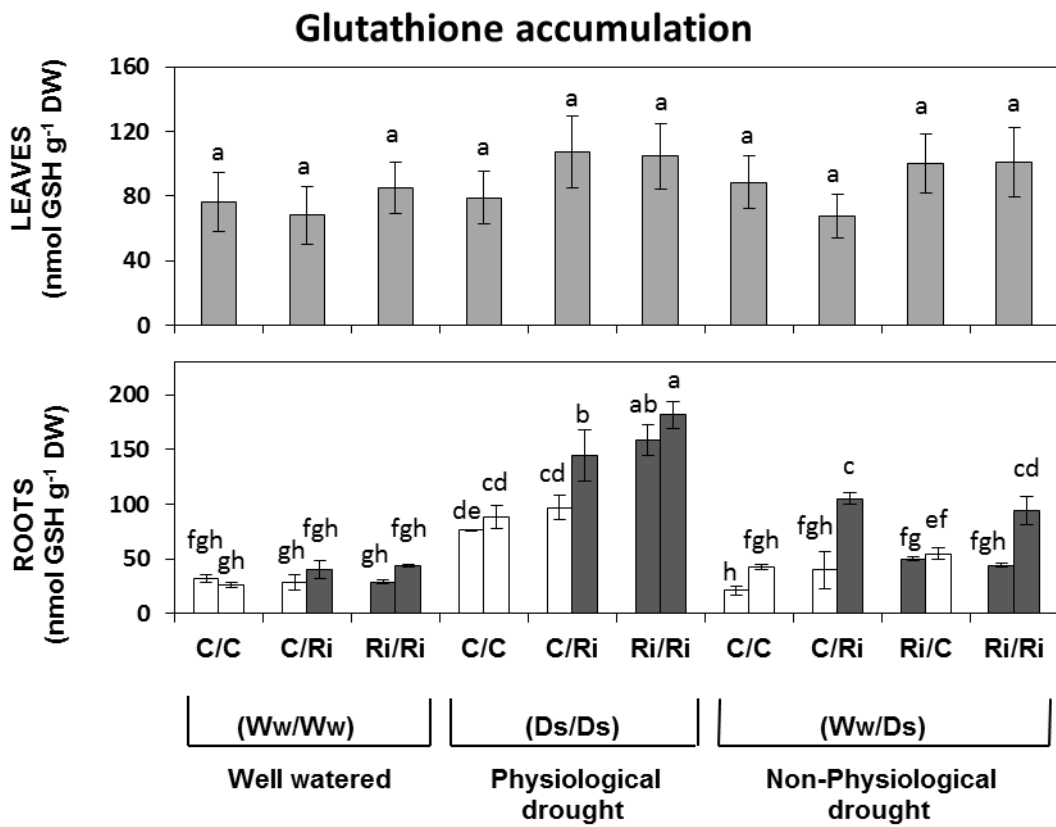 Glutathione accumulation
LEAVES
(nmol GSH g⁻¹ DW)
160
120
80
40
0
a a a a a a a a a a
ROOTS
(nmol GSH g⁻¹ DW)
200
150
100
50
0
fgh gh gh fgh gh fgh de cd cd b ab a h fgh fgh c fg ef fgh cd
C/C C/Ri Ri/Ri C/C C/Ri Ri/Ri C/C C/Ri Ri/C Ri/Ri
(Ww/Ww) (Ds/Ds) (Ww/Ds)
Well watered Physiological Non-Physiological
drought drought